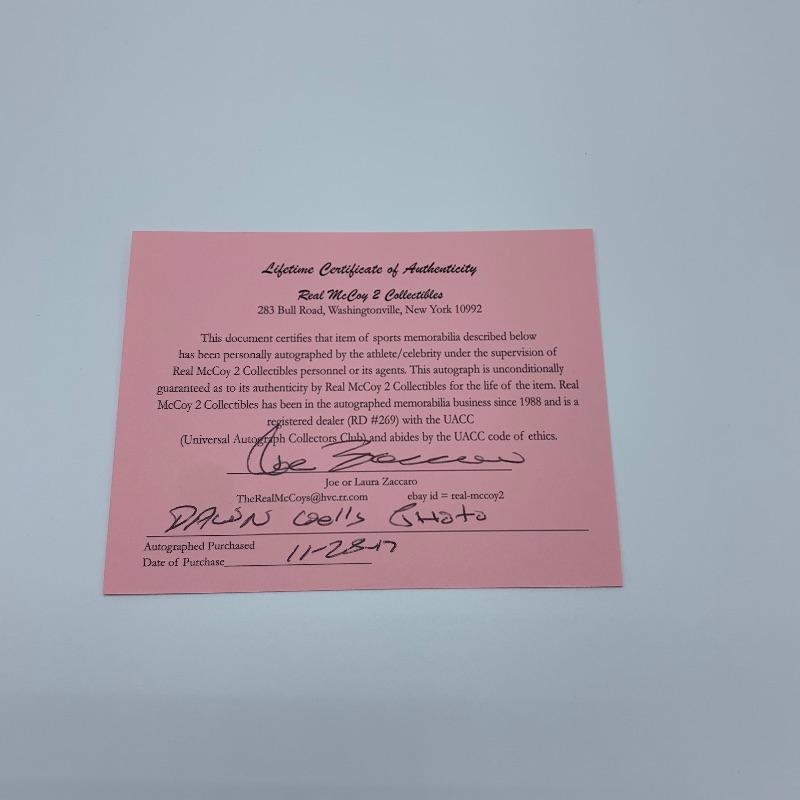 Lifetime Certificate of Authenticity
Real McCoy 2 Collectibles
283 Bull Road, Washingtonville, New York 10992
This document certifies that item of sports memorabilia described below
has been personally autographed by the athlete/celebrity under the supervision of
Real McCoy 2 Collectibles personnel or its agents. This autograph is unconditionally
guaranteed as to its authenticity by Real McCoy 2 Collectibles for the life of the item. Real
McCoy 2 Collectibles has been in the autographed memorabilia business since 1988 and is a
registered dealer (RD #269) with the UACC
(Universal Autograph Collectors Club) and abides by the UACC code of ethics.
Joe Zaccaro
Joe or Laura Zaccaro
TheRealMcCoys@hvc.rr.com ebay id = real-mccoy2
DAWN Wells PHoto
Autographed Purchased
Date of Purchase 11-28-17